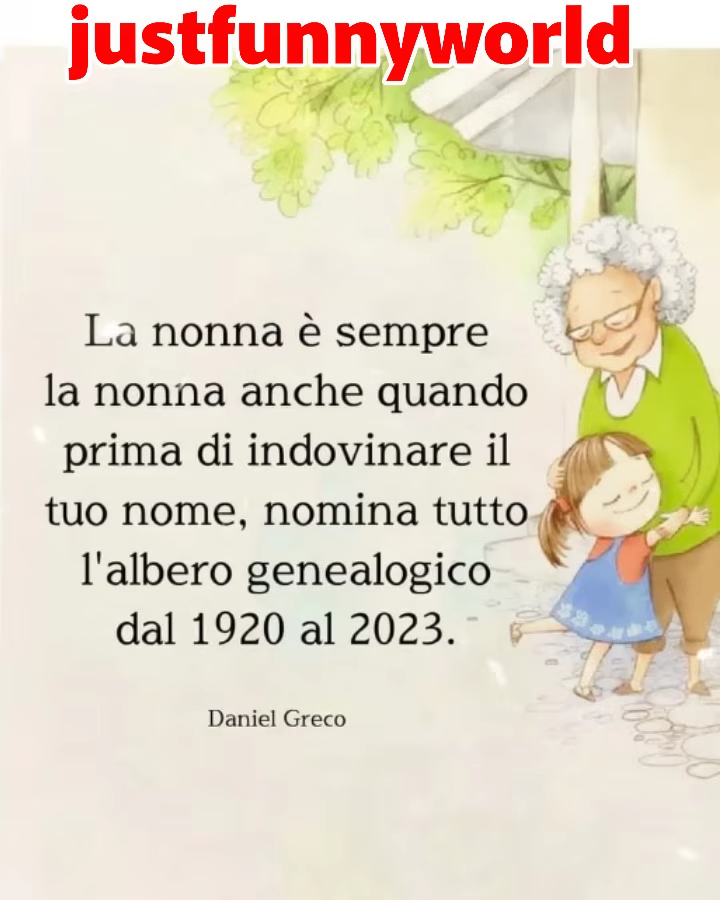 justfunnyworld
La nonna è sempre
la nonna anche quando
prima di indovinare il
tuo nome, nomina tutto
l'albero genealogico
dal 1920 al 2023.
Daniel Greco